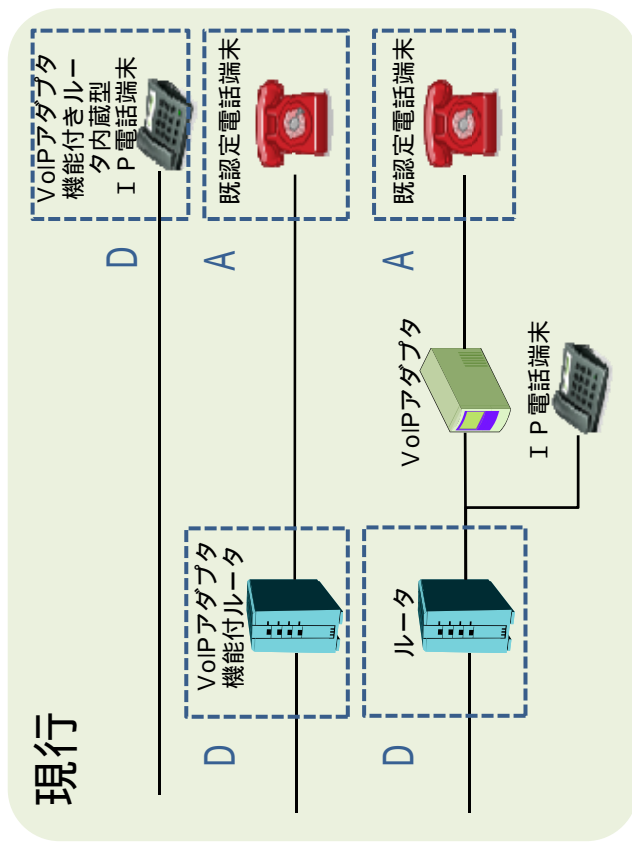 現行
VoIPアダプタ
機能付きルー
タ内蔵型
ＩＰ電話端末
D
D
VoIPアダプタ
機能付ルータ
A
既認定電話端末
D
ルータ
VoIPアダプタ
ＩＰ電話端末
A
既認定電話端末